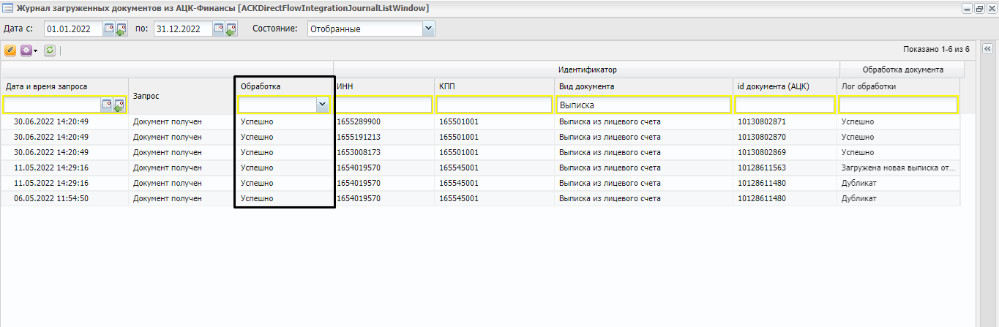 Журнал загруженных документов из АЦК-Финансы [ACKDirectFlowIntegrationJournalListWindow]
Дата с: 01.01.2022 по: 31.12.2022 Состояние: Отобранные
Показано 1-6 из 6
Идентификатор Обработка документа
Дата и время запроса Запрос Обработка ИНН КПП Вид документа id документа (АЦК) Лог обработки
Выписка
30.06.2022 14:20:49 Документ получен Успешно 1655289900 165501001 Выписка из лицевого счета 10130802871 Успешно
30.06.2022 14:20:49 Документ получен Успешно 1655191213 165501001 Выписка из лицевого счета 10130802870 Успешно
30.06.2022 14:20:49 Документ получен Успешно 1653008173 165501001 Выписка из лицевого счета 10130802869 Успешно
11.05.2022 14:29:16 Документ получен Успешно 1654019570 165545001 Выписка из лицевого счета 10128611563 Загружена новая выписка от...
11.05.2022 14:29:16 Документ получен Успешно 1654019570 165545001 Выписка из лицевого счета 10128611480 Дубликат
06.05.2022 11:54:50 Документ получен Успешно 1654019570 165545001 Выписка из лицевого счета 10128611480 Дубликат